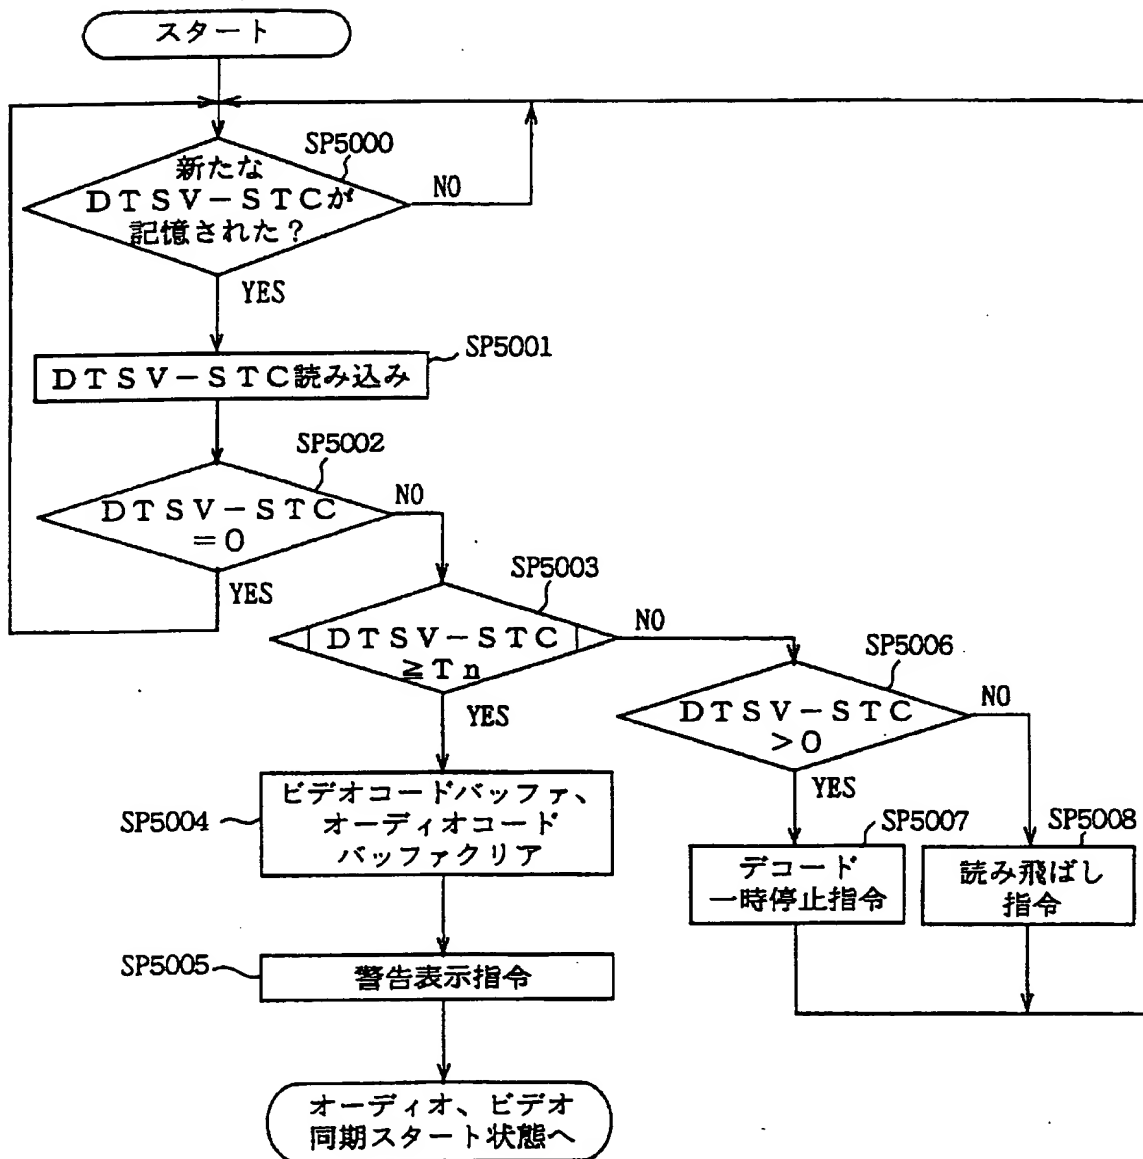 スタート
SP5000
新たな
DTSV-STCが
記憶された?
NO
YES
SP5001
DTSV-STC読み込み
SP5002
DTSV-STC
=0
NO
YES
SP5003
|DTSV-STC|
≧Tn
NO
YES
SP5006
DTSV-STC
>0
NO
YES
SP5004
ビデオコードバッファ、
オーディオコード
バッファクリア
SP5007
デコード
一時停止指令
SP5008
読み飛ばし
指令
SP5005
警告表示指令
オーディオ、ビデオ
同期スタート状態へ